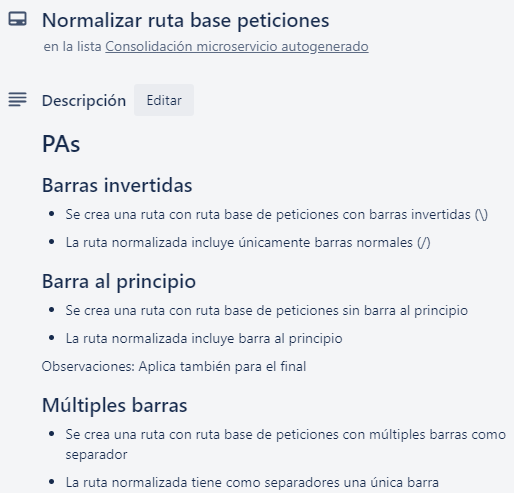 Normalizar ruta base peticiones
en la lista Consolidación microservicio autogenerado
Descripción Editar
PAs
Barras invertidas
• Se crea una ruta con ruta base de peticiones con barras invertidas (\)
• La ruta normalizada incluye únicamente barras normales (/)
Barra al principio
• Se crea una ruta con ruta base de peticiones sin barra al principio
• La ruta normalizada incluye barra al principio
Observaciones: Aplica también para el final
Múltiples barras
• Se crea una ruta con ruta base de peticiones con múltiples barras como
separador
• La ruta normalizada tiene como separadores una única barra